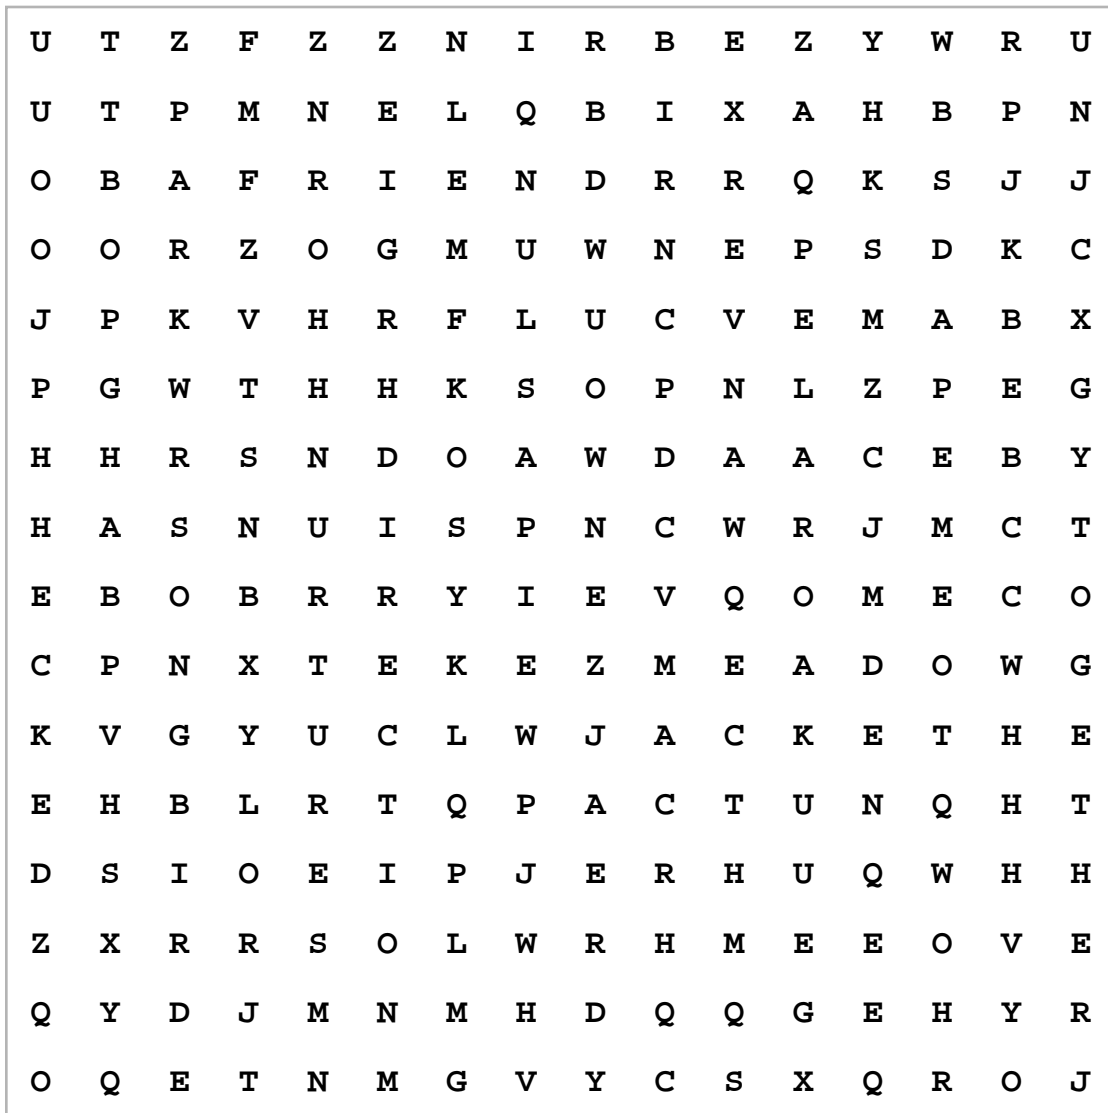 U T Z F Z Z N I R B E Z Y W R U
U T P M N E L Q B I X A H B P N
O B A F R I E N D R R Q K S J J
O O R Z O G M U W N E P S D K C
J P K V H R F L U C V E M A B X
P G W T H H K S O P N L Z P E G
H H R S N D O A W D A A C E B Y
H A S N U I S P N C W R J M C T
E B O B R R Y I E V Q O M E C O
C P N X T E K E Z M E A D O W G
K V G Y U C L W J A C K E T H E
E H B L R T Q P A C T U N Q H T
D S I O E I P J E R H U Q W H H
Z X R R S O L W R H M E E O V E
Q Y D J M N M H D Q Q G E H Y R
O Q E T N M G V Y C S X Q R O J